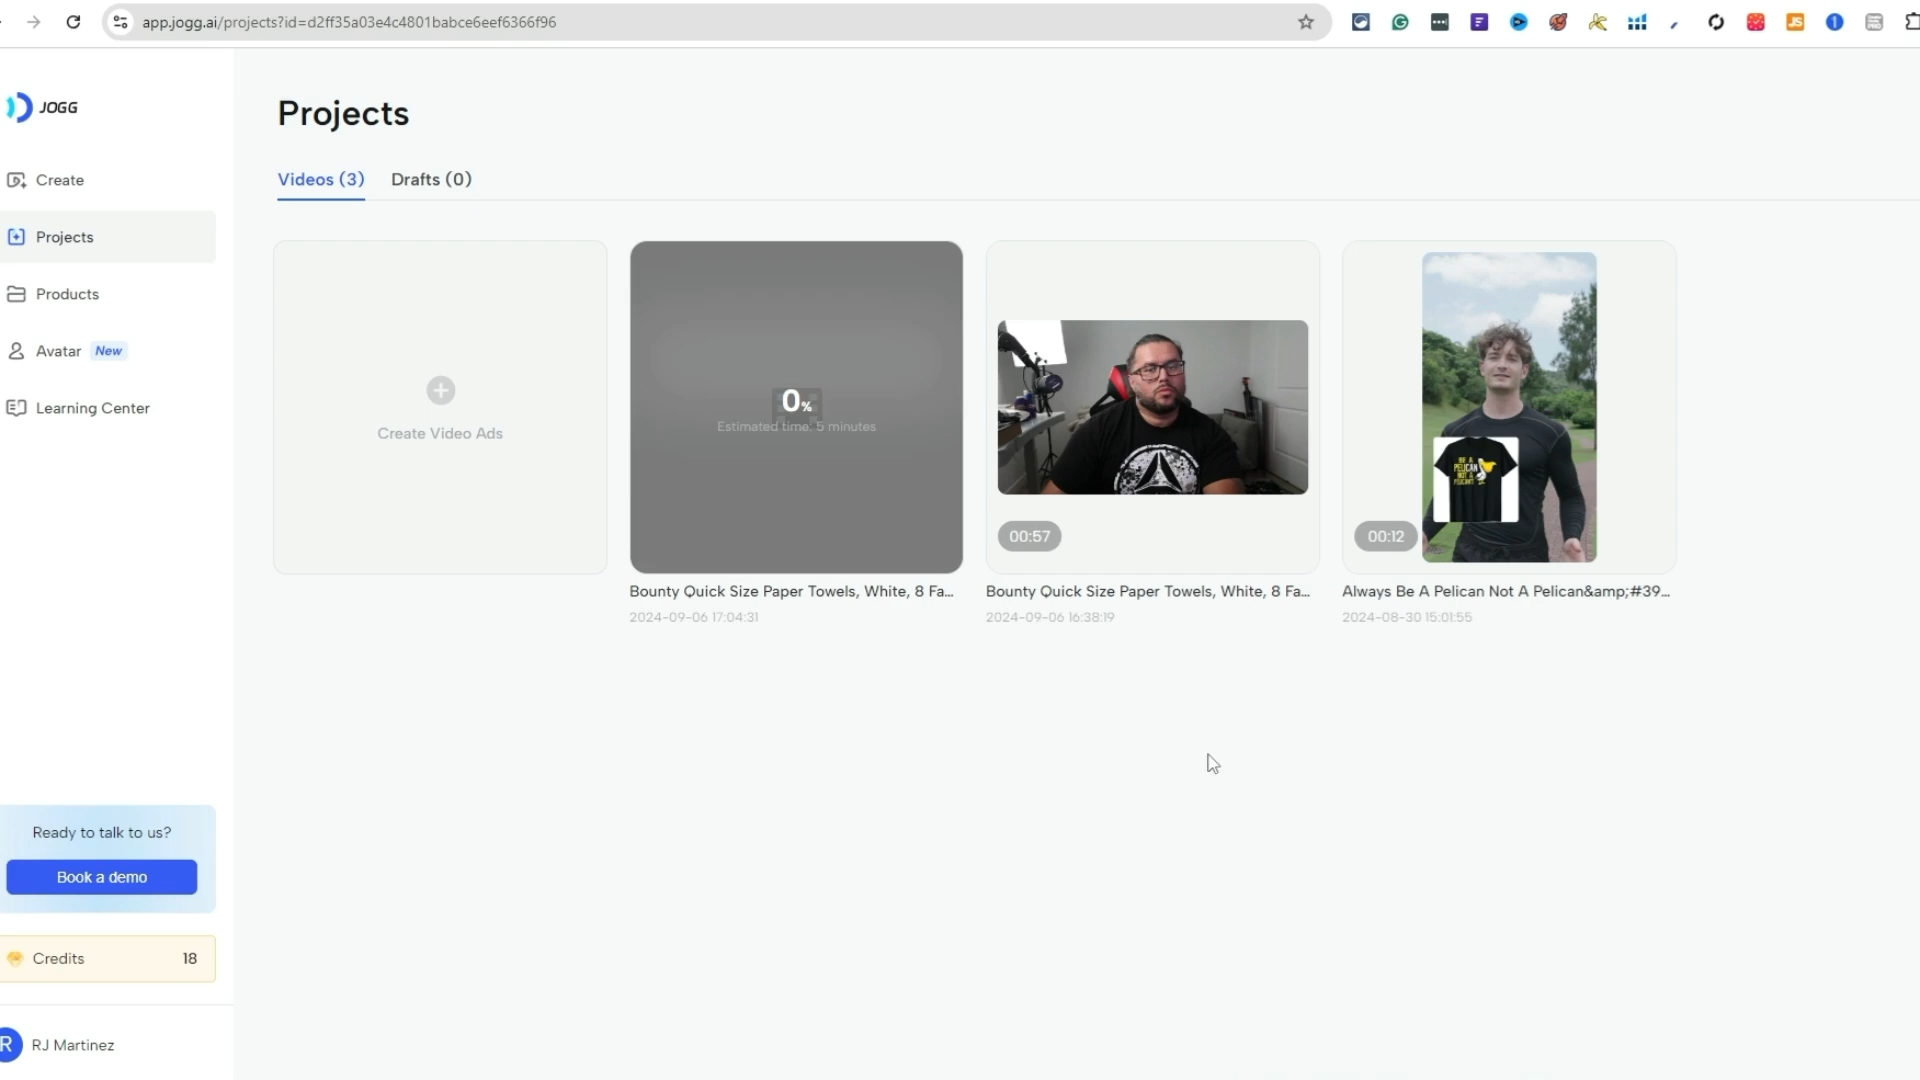 app.jogg.ai/projects?id=d2ff35a03e4c4801babce6eef6366f96
JOGG
Create
Projects
Products
Avatar New
Learning Center
Ready to talk to us?
Book a demo
Credits 18
R RJ Martinez
Projects
Videos (3) Drafts (0)
Create Video Ads
0%
Estimated time: 5 minutes
Bounty Quick Size Paper Towels, White, 8 Fa...
2024-09-06 17:04:31
00:57
Bounty Quick Size Paper Towels, White, 8 Fa...
2024-09-06 16:38:19
BE A
PELICAN
NOT A
00:12
Always Be A Pelican Not A Pelican&amp;#39...
2024-08-30 15:01:55